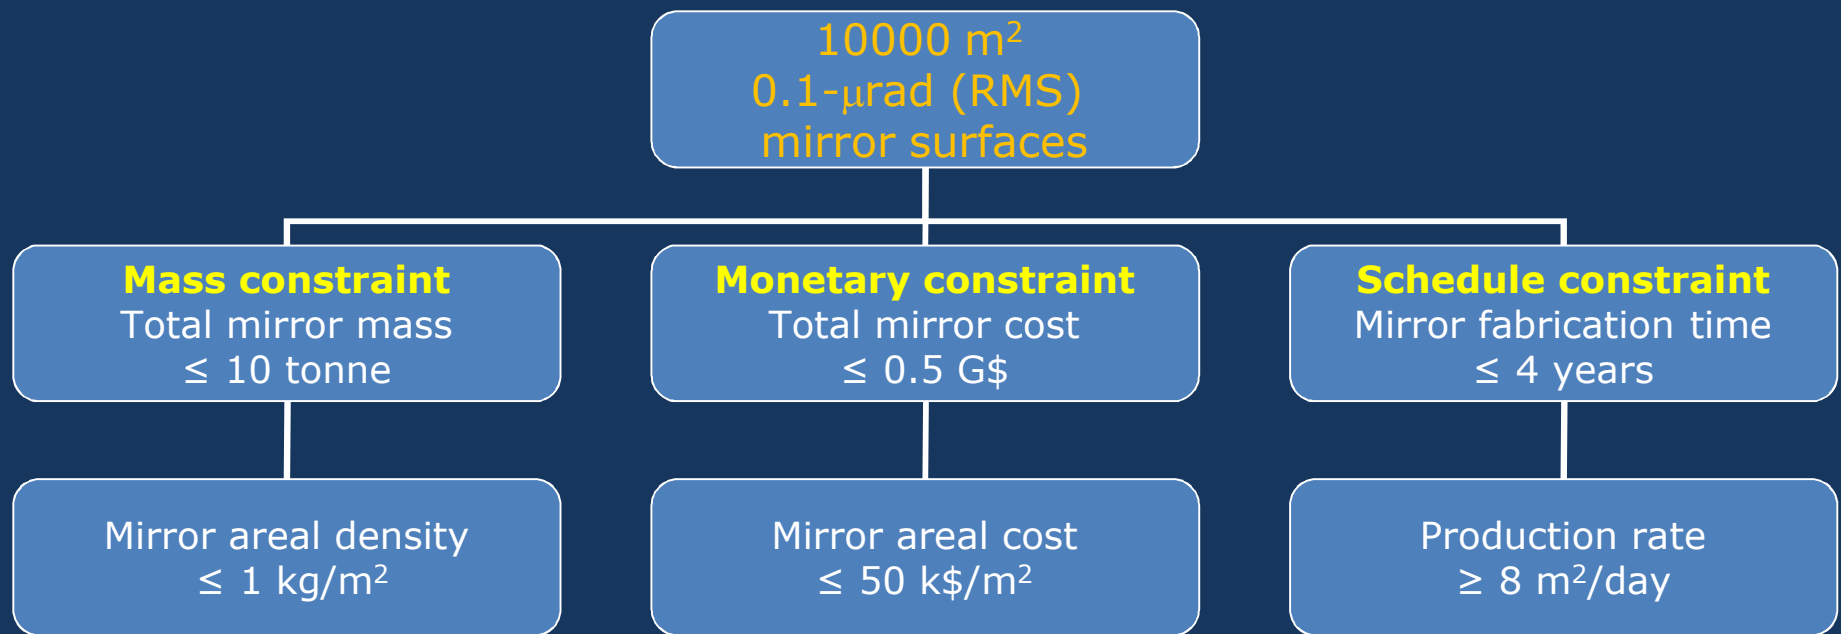 10000 m²
0.1-μrad (RMS)
mirror surfaces
Mass constraint
Total mirror mass
≤ 10 tonne
Monetary constraint
Total mirror cost
≤ 0.5 G$
Schedule constraint
Mirror fabrication time
≤ 4 years
Mirror areal density
≤ 1 kg/m²
Mirror areal cost
≤ 50 k$/m²
Production rate
≥ 8 m²/day